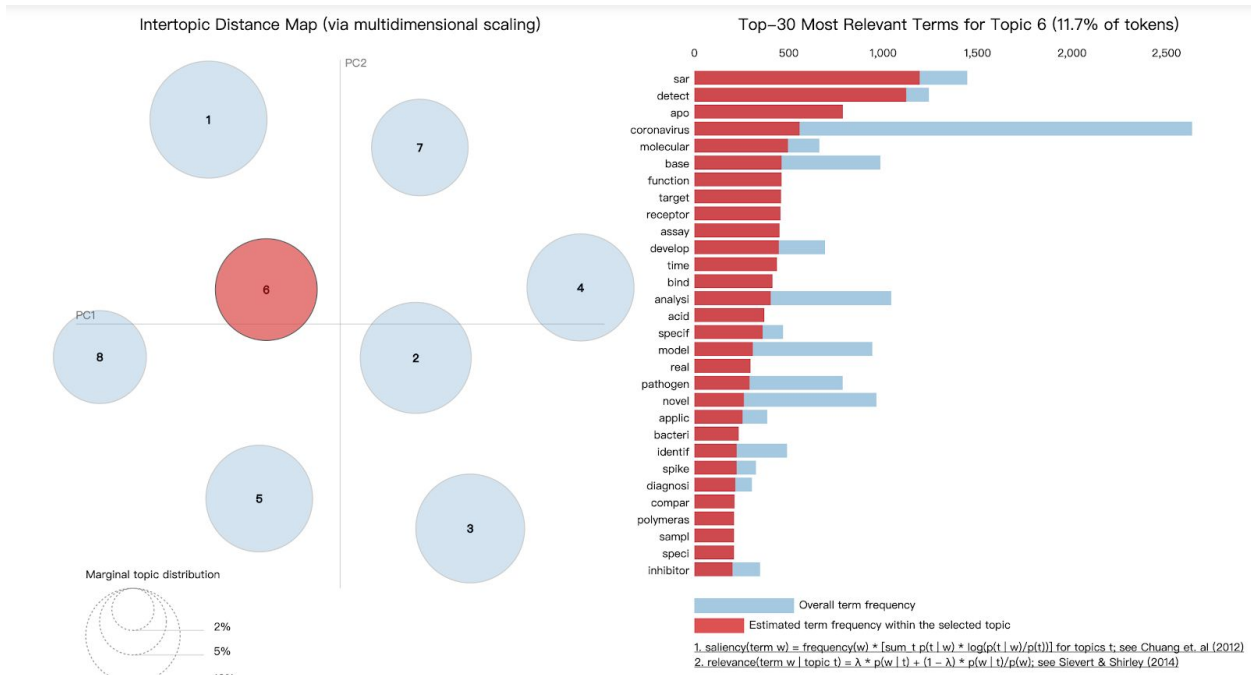 Intertopic Distance Map (via multidimensional scaling)
PC2
1
7
6
4
PC1
8
2
5
3
Marginal topic distribution
2%
5%
Top-30 Most Relevant Terms for Topic 6 (11.7% of tokens)
0 500 1,000 1,500 2,000 2,500
sar
detect
apo
coronavirus
molecular
base
function
target
receptor
assay
develop
time
bind
analysi
acid
specif
model
real
pathogen
novel
applic
bacteri
identif
spike
diagnosi
compar
polymeras
sampl
speci
inhibitor
Overall term frequency
Estimated term frequency within the selected topic
1. saliency(term w) = frequency(w) * [sum_t p(t | w) * log(p(t | w)/p(t))] for topics t; see Chuang et. al (2012)
2. relevance(term w | topic t) = λ * p(w | t) + (1 − λ) * p(w | t)/p(w); see Sievert & Shirley (2014)